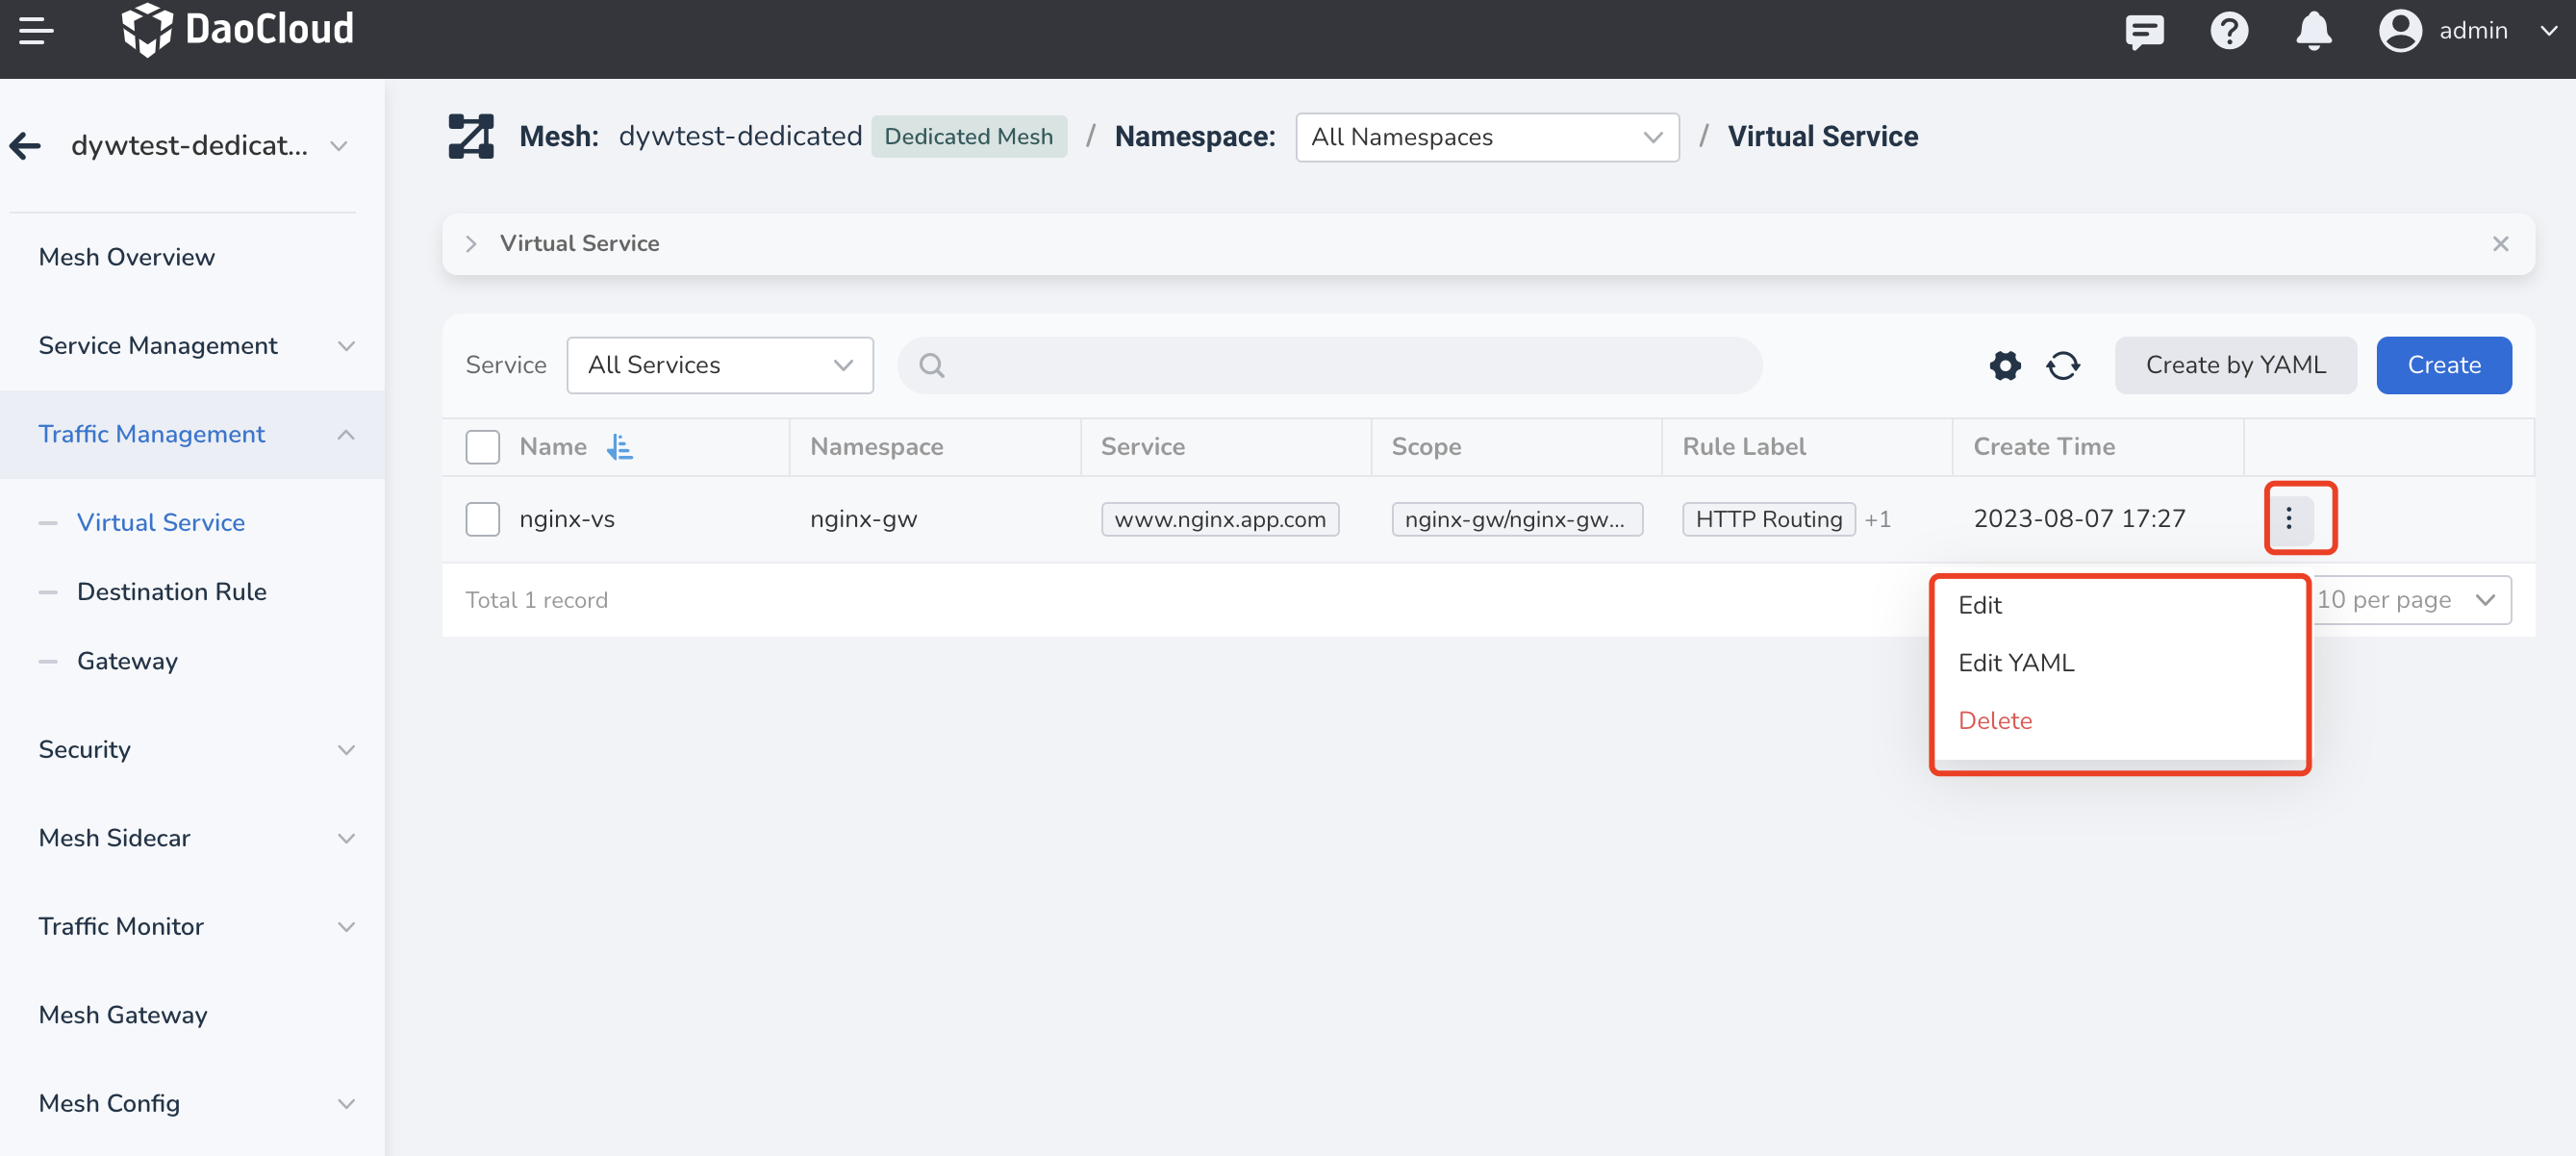 DaoCloud
admin
dywtest-dedicat...
Mesh: dywtest-dedicated Dedicated Mesh / Namespace: All Namespaces / Virtual Service
Mesh Overview
Service Management
Traffic Management
Virtual Service
Destination Rule
Gateway
Security
Mesh Sidecar
Traffic Monitor
Mesh Gateway
Mesh Config
Virtual Service
Service All Services Create by YAML Create
Name Namespace Service Scope Rule Label Create Time
nginx-vs nginx-gw www.nginx.app.com nginx-gw/nginx-gw... HTTP Routing +1 2023-08-07 17:27
Total 1 record 10 per page
Edit
Edit YAML
Delete